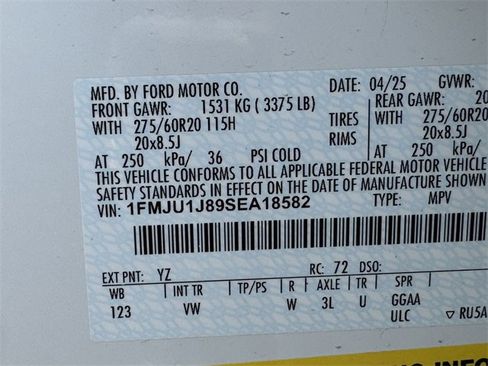 MFD. BY FORD MOTOR CO. DATE: 04/25 GVWR:
FRONT GAWR: 1531 KG ( 3375 LB) REAR GAWR: 20
WITH 275/60R20 115H TIRES 275/60R20
20x8.5J RIMS 20x8.5J
AT 250 kPa/ 36 PSI COLD AT 250 kPa/
THIS VEHICLE CONFORMS TO ALL APPLICABLE FEDERAL MOTOR VEHICLE
SAFETY STANDARDS IN EFFECT ON THE DATE OF MANUFACTURE SHOWN
VIN: 1FMJU1J89SEA18582 TYPE: MPV
EXT PNT: YZ RC: 72 DSO:
WB INT TR TP/PS R AXLE TR SPR
123 VW W 3L U GGAA
ULC ▿ RU5A